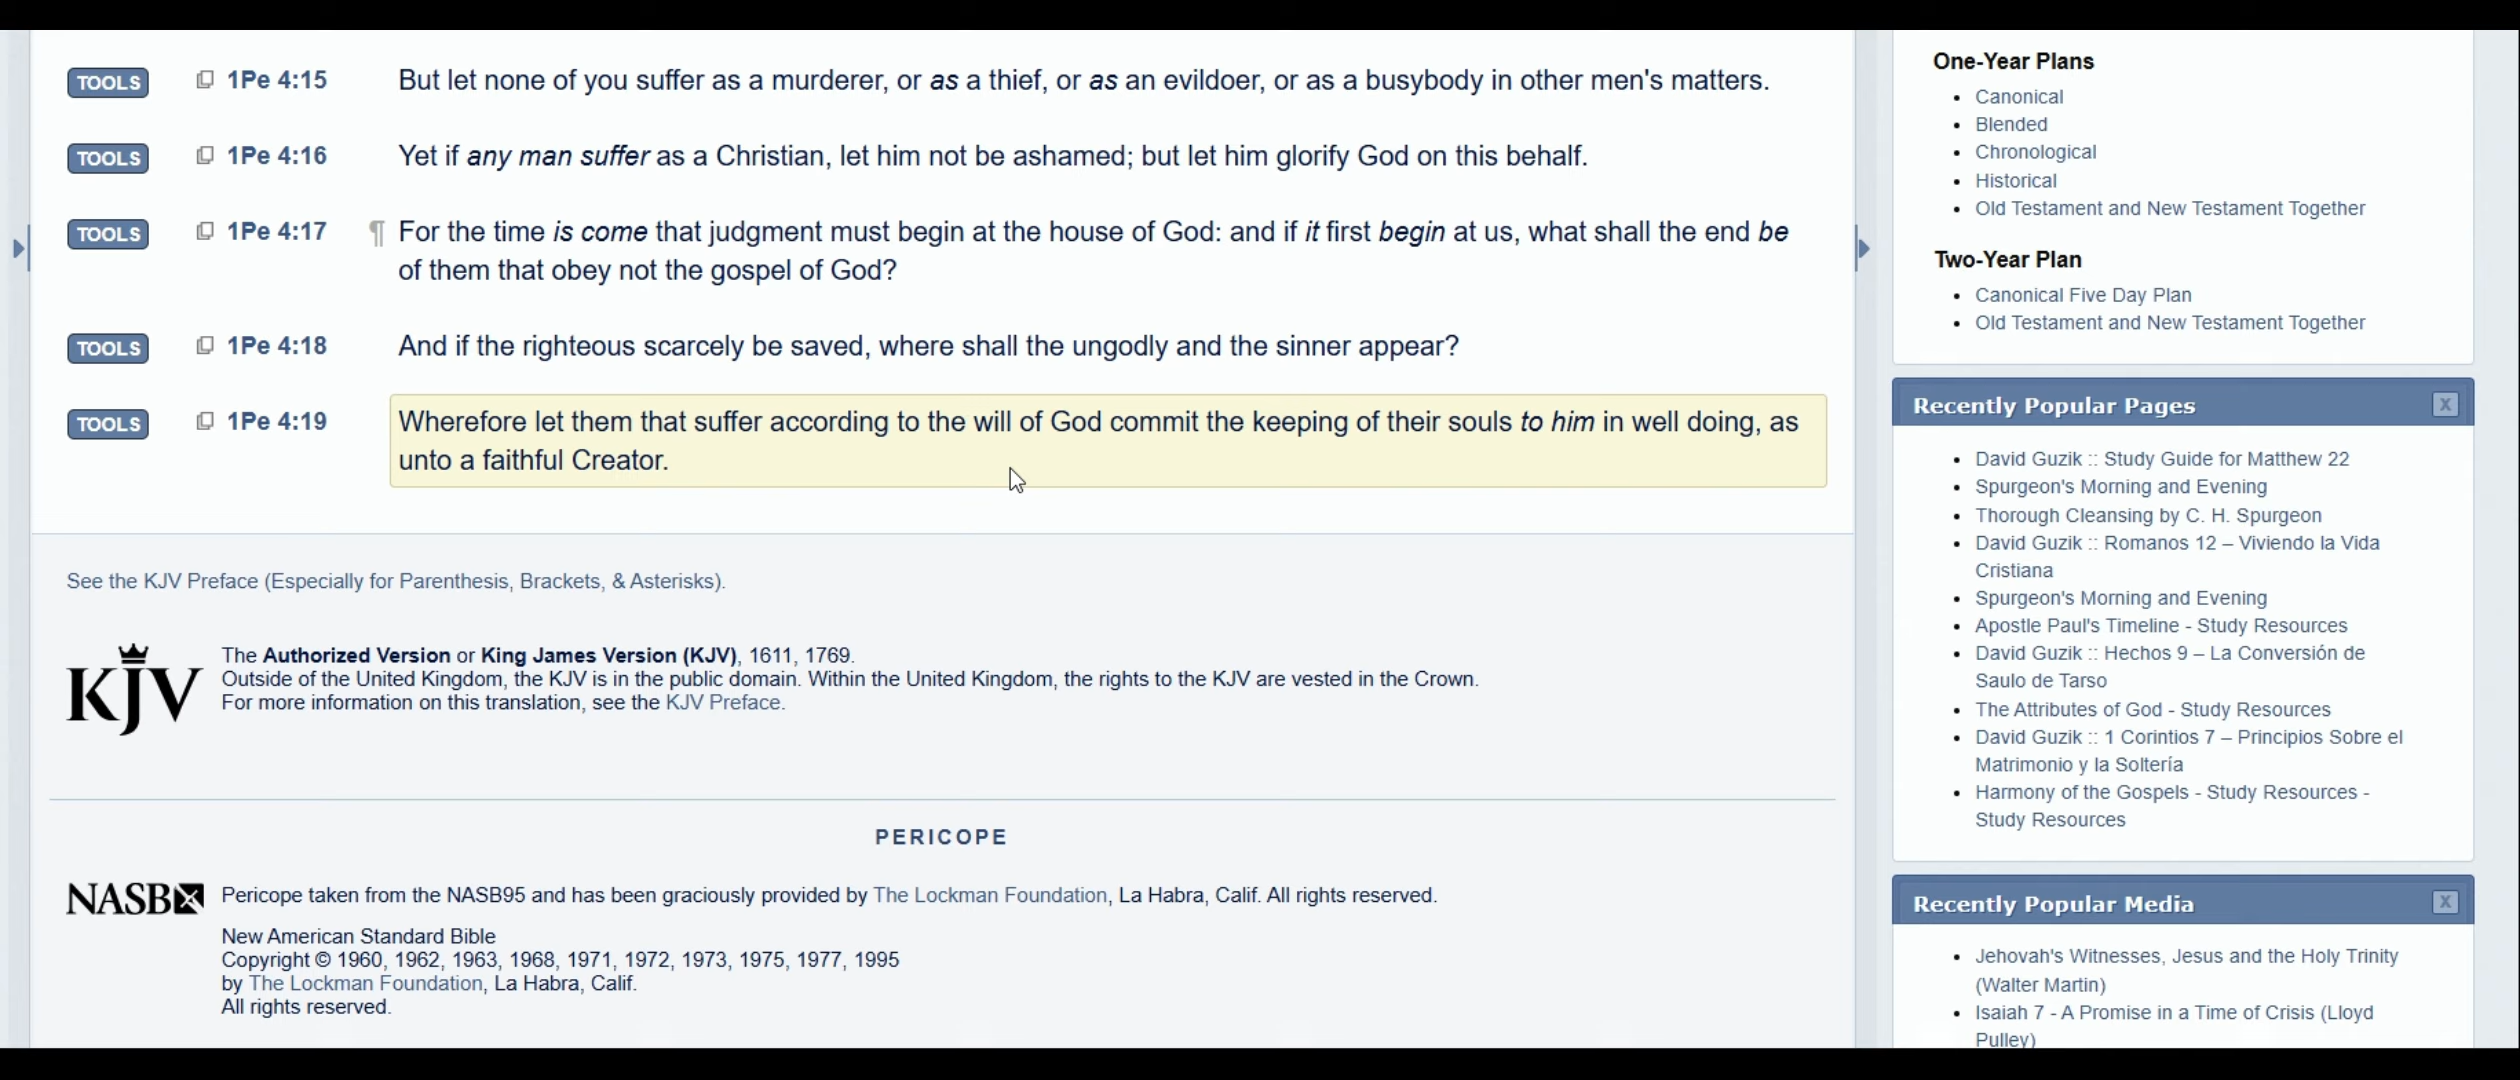 TOOLS 1Pe 4:15 But let none of you suffer as a murderer, or as a thief, or as an evildoer, or as a busybody in other men's matters.
TOOLS 1Pe 4:16 Yet if any man suffer as a Christian, let him not be ashamed; but let him glorify God on this behalf.
TOOLS 1Pe 4:17 ¶ For the time is come that judgment must begin at the house of God: and if it first begin at us, what shall the end be
of them that obey not the gospel of God?
TOOLS 1Pe 4:18 And if the righteous scarcely be saved, where shall the ungodly and the sinner appear?
TOOLS 1Pe 4:19 Wherefore let them that suffer according to the will of God commit the keeping of their souls to him in well doing, as
unto a faithful Creator.
See the KJV Preface (Especially for Parenthesis, Brackets, & Asterisks).
KJV
The Authorized Version or King James Version (KJV), 1611, 1769.
Outside of the United Kingdom, the KJV is in the public domain. Within the United Kingdom, the rights to the KJV are vested in the Crown.
For more information on this translation, see the KJV Preface.
PERICOPE
NASB Pericope taken from the NASB95 and has been graciously provided by The Lockman Foundation, La Habra, Calif. All rights reserved.
New American Standard Bible
Copyright © 1960, 1962, 1963, 1968, 1971, 1972, 1973, 1975, 1977, 1995
by The Lockman Foundation, La Habra, Calif.
All rights reserved.
One-Year Plans
• Canonical
• Blended
• Chronological
• Historical
• Old Testament and New Testament Together
Two-Year Plan
• Canonical Five Day Plan
• Old Testament and New Testament Together
Recently Popular Pages X
• David Guzik :: Study Guide for Matthew 22
• Spurgeon's Morning and Evening
• Thorough Cleansing by C. H. Spurgeon
• David Guzik :: Romanos 12 – Viviendo la Vida
Cristiana
• Spurgeon's Morning and Evening
• Apostle Paul's Timeline - Study Resources
• David Guzik :: Hechos 9 – La Conversión de
Saulo de Tarso
• The Attributes of God - Study Resources
• David Guzik :: 1 Corintios 7 – Principios Sobre el
Matrimonio y la Soltería
• Harmony of the Gospels - Study Resources -
Study Resources
Recently Popular Media X
• Jehovah's Witnesses, Jesus and the Holy Trinity
(Walter Martin)
• Isaiah 7 - A Promise in a Time of Crisis (Lloyd
Pulley)